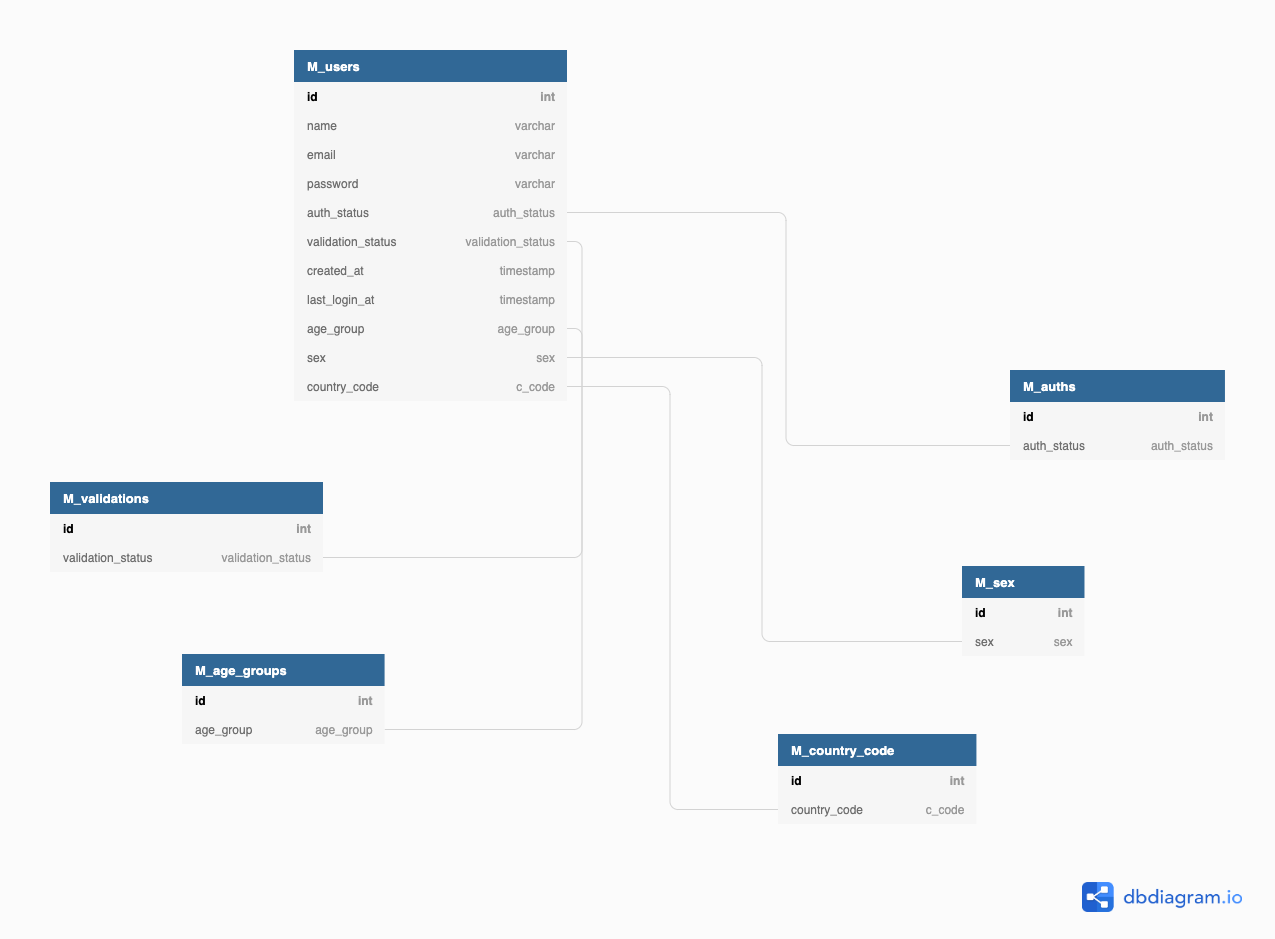 M_users
id int
name varchar
email varchar
password varchar
auth_status auth_status
validation_status validation_status
created_at timestamp
last_login_at timestamp
age_group age_group
sex sex
country_code c_code
M_auths
id int
auth_status auth_status
M_validations
id int
validation_status validation_status
M_sex
id int
sex sex
M_age_groups
id int
age_group age_group
M_country_code
id int
country_code c_code
dbdiagram.io